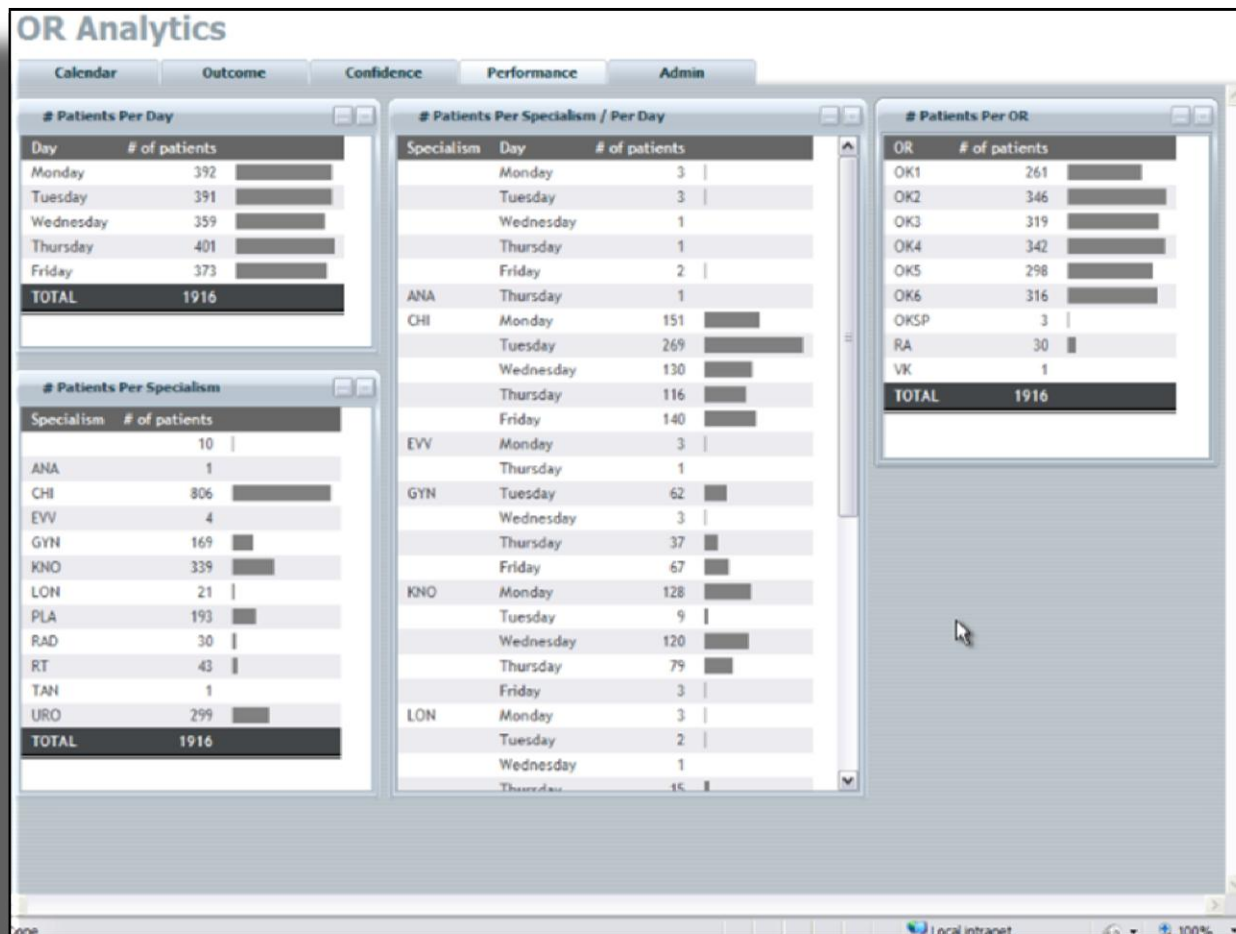 OR Analytics
Calendar Outcome Confidence Performance Admin
# Patients Per Day
Day # of patients
Monday 392
Tuesday 391
Wednesday 359
Thursday 401
Friday 373
TOTAL 1916
# Patients Per Specialism
Specialism # of patients
10
ANA 1
CHI 806
EVV 4
GYN 169
KNO 339
LON 21
PLA 193
RAD 30
RT 43
TAN 1
URO 299
TOTAL 1916
# Patients Per Specialism / Per Day
Specialism Day # of patients
Monday 3
Tuesday 3
Wednesday 1
Thursday 1
Friday 2
ANA Thursday 1
CHI Monday 151
Tuesday 269
Wednesday 130
Thursday 116
Friday 140
EVV Monday 3
Thursday 1
GYN Tuesday 62
Wednesday 3
Thursday 37
Friday 67
KNO Monday 128
Tuesday 9
Wednesday 120
Thursday 79
Friday 3
LON Monday 3
Tuesday 2
Wednesday 1
Thursday 15
# Patients Per OR
OR # of patients
OK1 261
OK2 346
OK3 319
OK4 342
OK5 298
OK6 316
OKSP 3
RA 30
VK 1
TOTAL 1916
Local intranet 100%